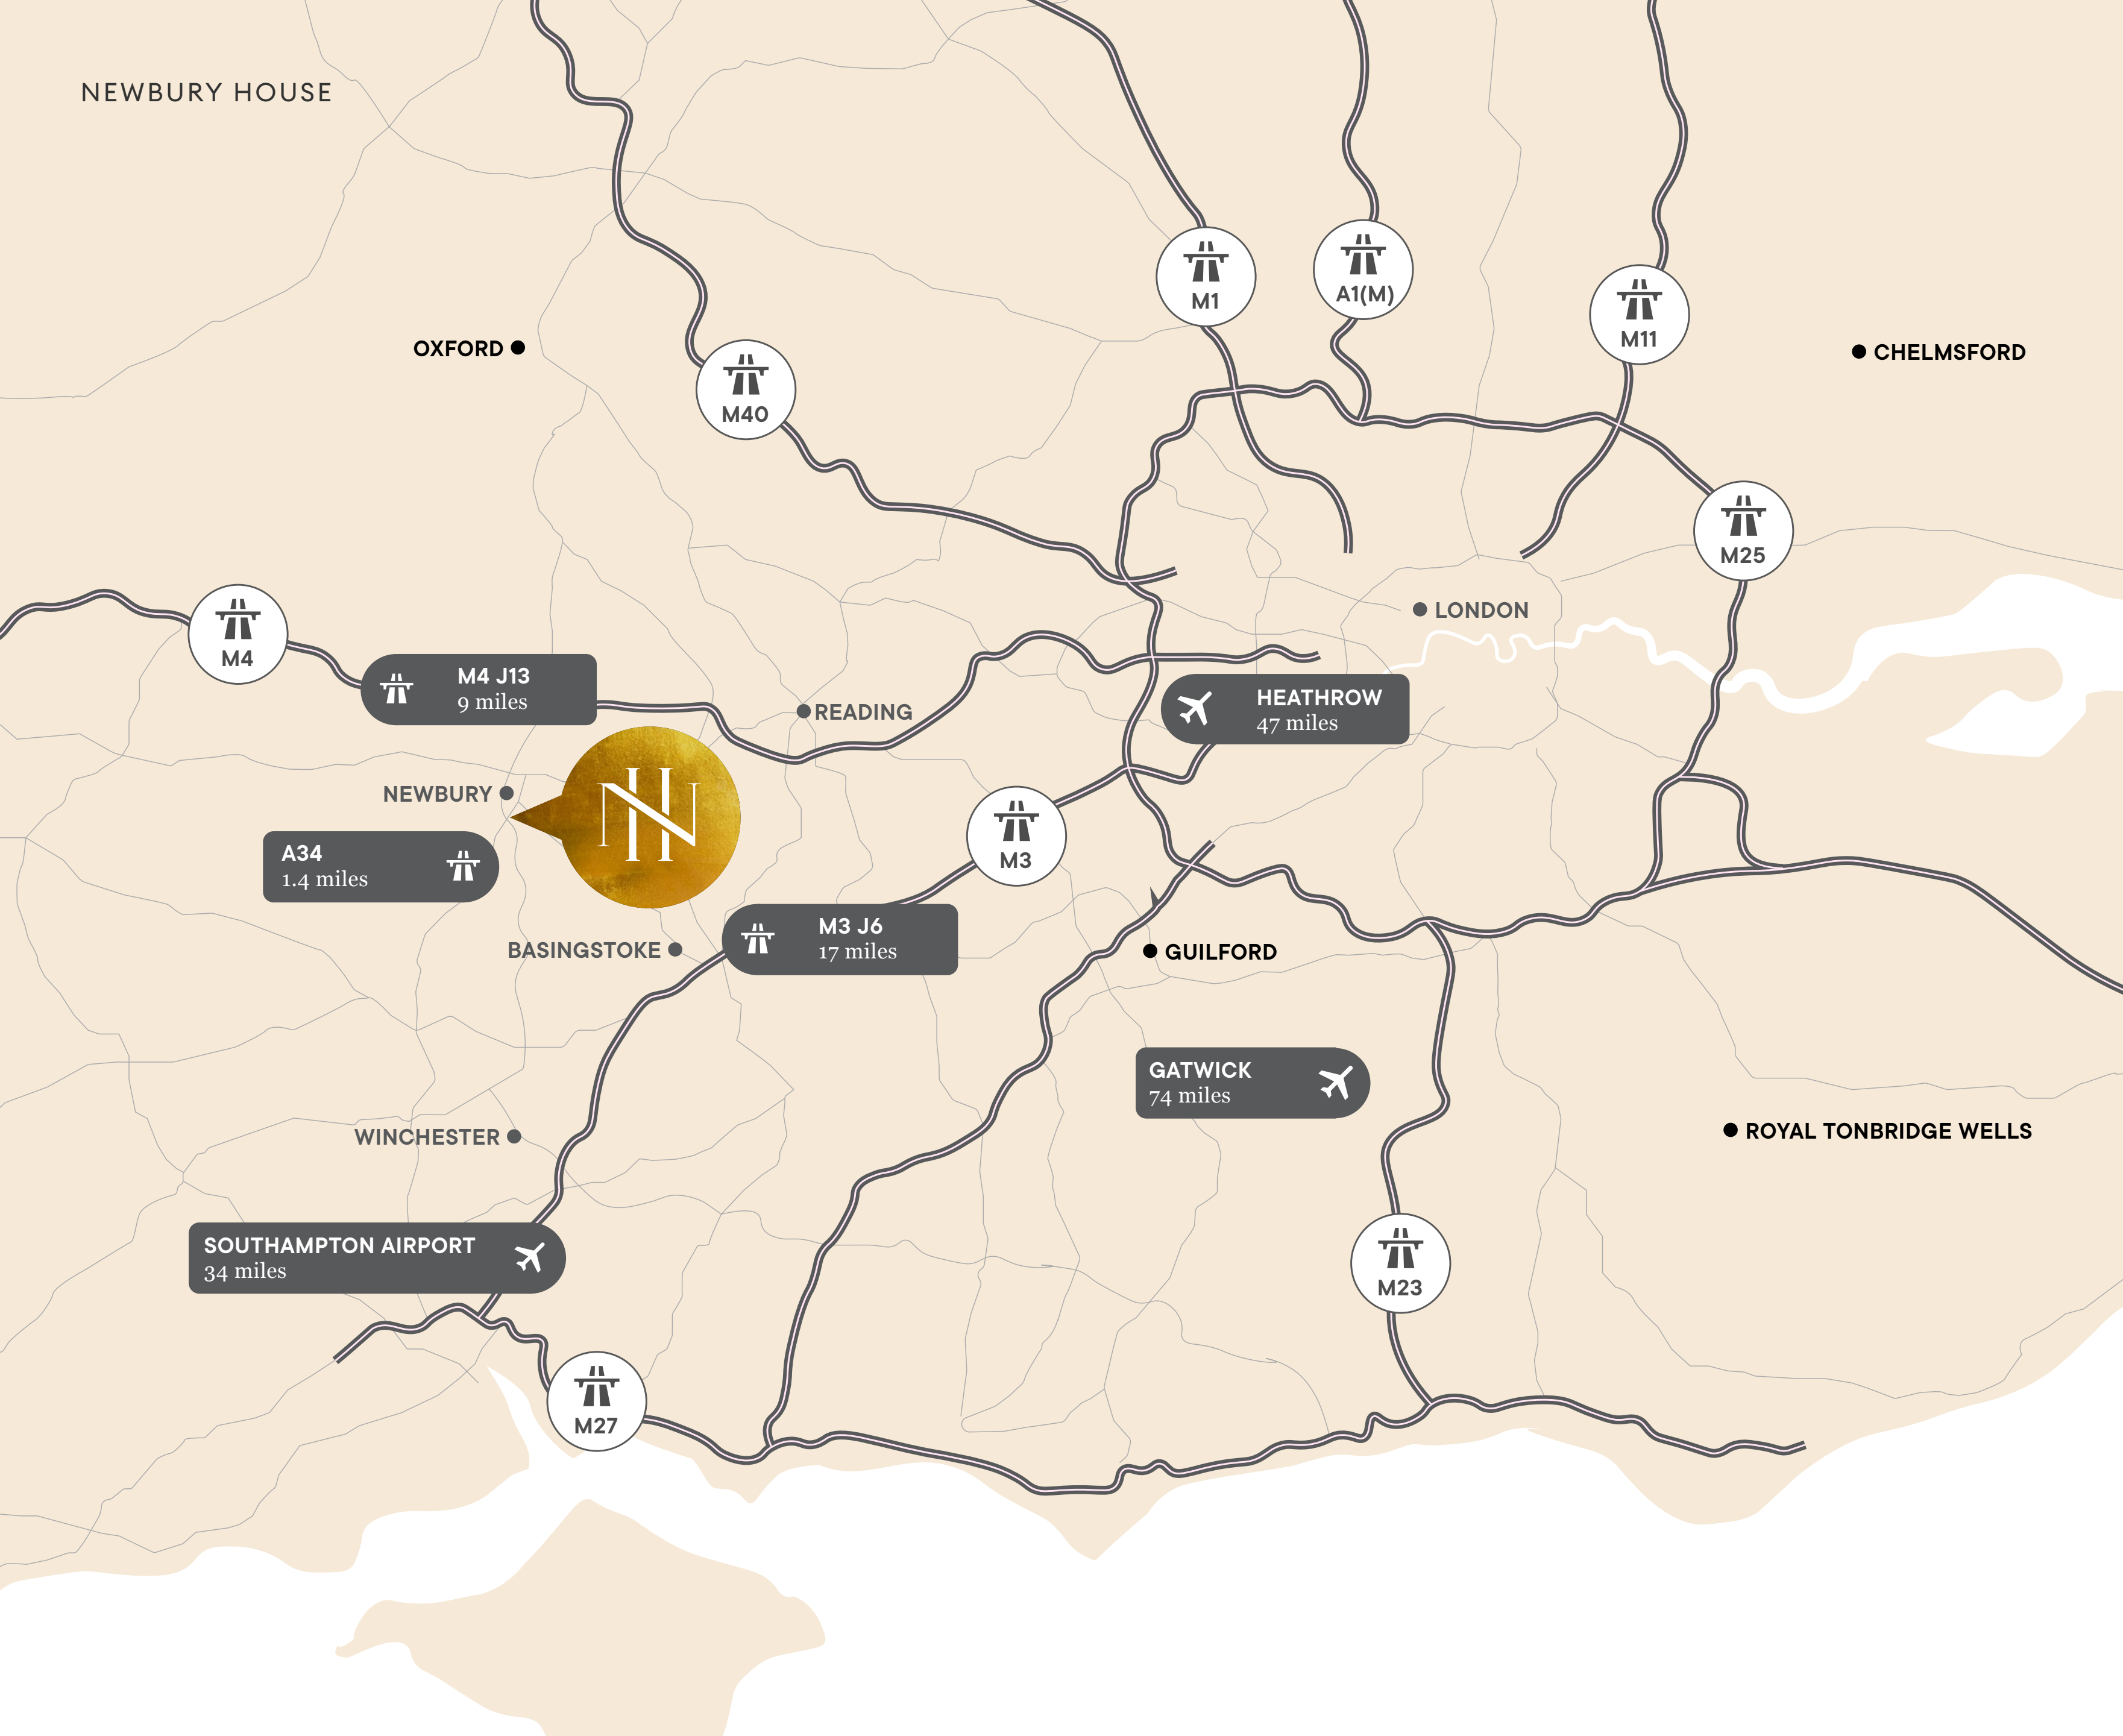 NEWBURY HOUSE
M1
A1(M)
M11
OXFORD
CHELMSFORD
M40
M25
LONDON
M4
M4 J13
9 miles
READING
HEATHROW
47 miles
NEWBURY
NH
M3
A34
1.4 miles
M3 J6
17 miles
BASINGSTOKE
GUILFORD
GATWICK
74 miles
WINCHESTER
ROYAL TONBRIDGE WELLS
SOUTHAMPTON AIRPORT
34 miles
M23
M27